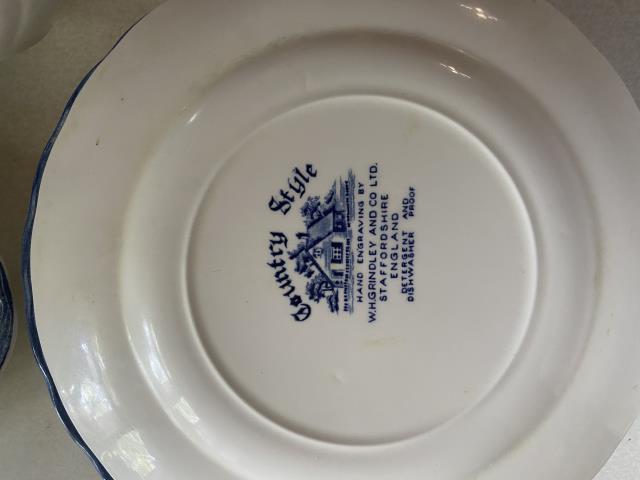 Country Style
HAND ENGRAVING BY
W.H.GRINDLEY AND CO LTD.
STAFFORDSHIRE
ENGLAND
DETERGENT AND
DISHWASHER PROOF